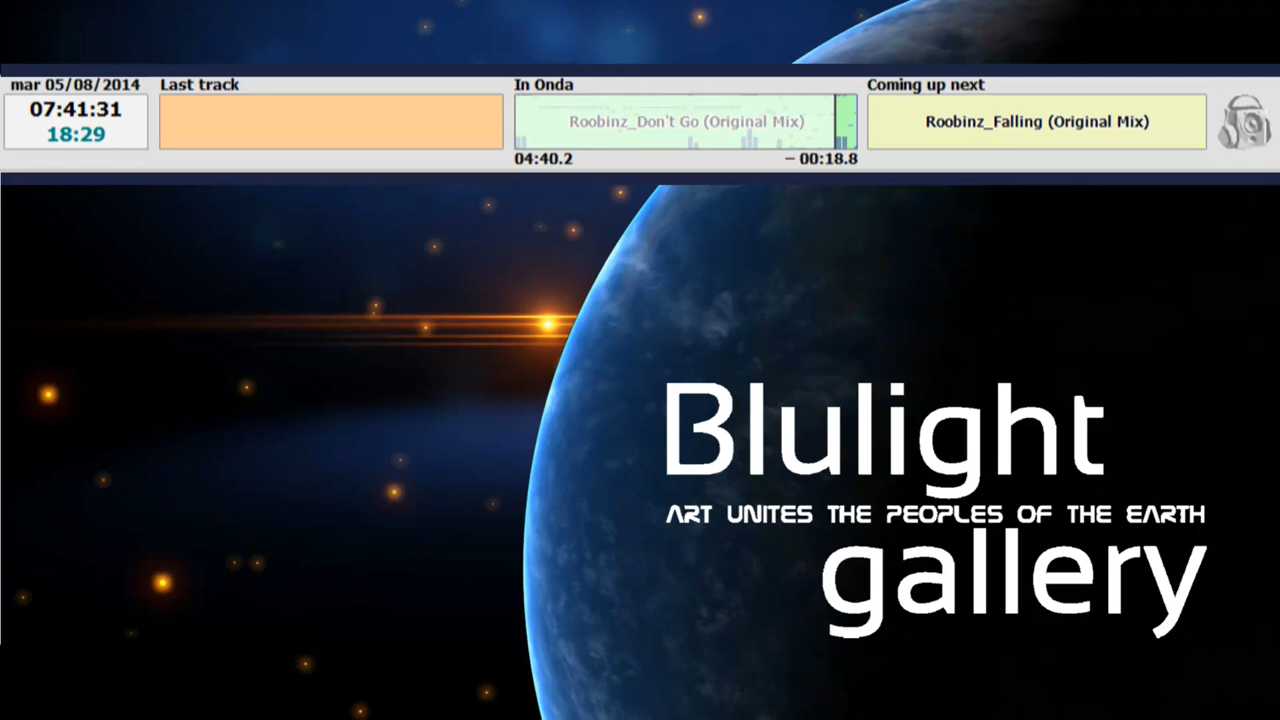 mar 05/08/2014
07:41:31
18:29
Last track
In Onda
Roobinz_Don't Go (Original Mix)
04:40.2
– 00:18.8
Coming up next
Roobinz_Falling (Original Mix)
Blulight
ART UNITES THE PEOPLES OF THE EARTH
gallery